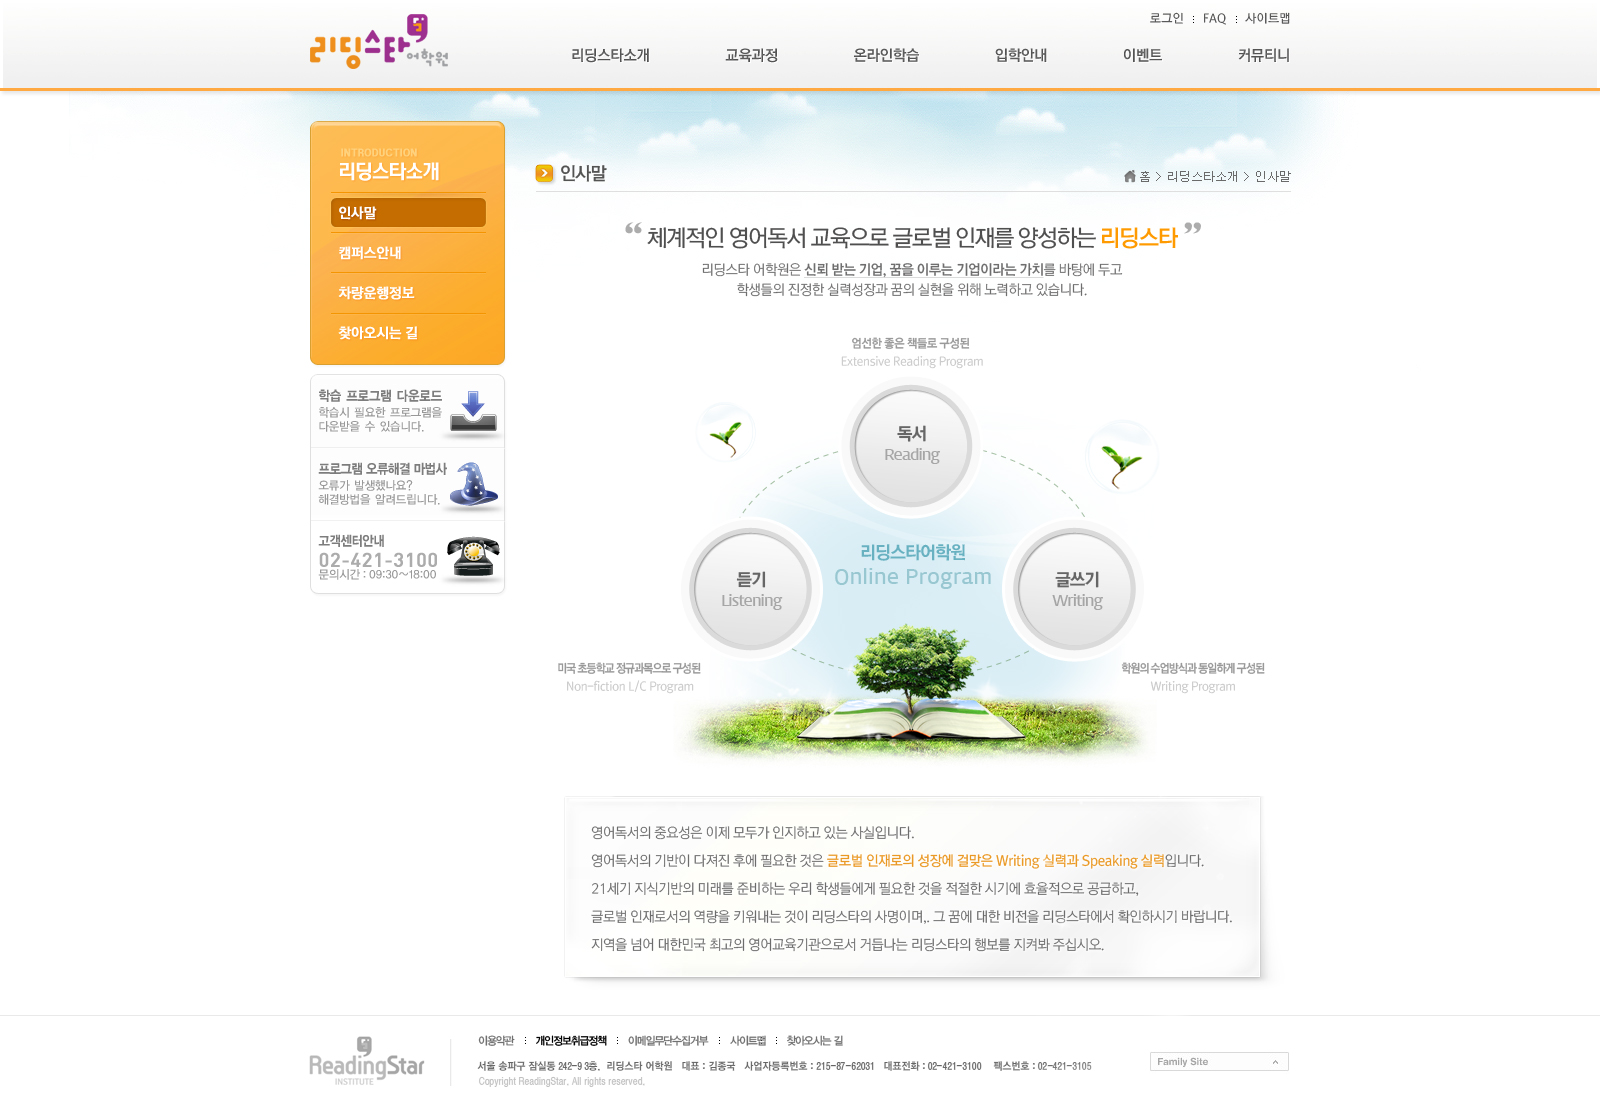 로그인 : FAQ : 사이트맵
리딩스타어학원
리딩스타소개 교육과정 온라인학습 입학안내 이벤트 커뮤티니
INTRODUCTION
리딩스타소개
인사말
캠퍼스안내
차량운행정보
찾아오시는 길
학습 프로그램 다운로드
학습시 필요한 프로그램을
다운받을 수 있습니다.
프로그램 오류해결 마법사
오류가 발생했나요?
해결방법을 알려드립니다.
고객센터안내
02-421-3100
문의시간 : 09:30~18:00
인사말
홈 > 리딩스타소개 > 인사말
“ 체계적인 영어독서 교육으로 글로벌 인재를 양성하는 리딩스타 ”
리딩스타 어학원은 신뢰 받는 기업, 꿈을 이루는 기업이라는 가치를 바탕에 두고
학생들의 진정한 실력성장과 꿈의 실현을 위해 노력하고 있습니다.
엄선한 좋은 책들로 구성된
Extensive Reading Program
독서
Reading
리딩스타어학원
Online Program
듣기
Listening
글쓰기
Writing
미국 초등학교 정규과목으로 구성된
Non-fiction L/C Program
학원의 수업방식과 동일하게 구성된
Writing Program
영어독서의 중요성은 이제 모두가 인지하고 있는 사실입니다.
영어독서의 기반이 다져진 후에 필요한 것은 글로벌 인재로의 성장에 걸맞은 Writing 실력과 Speaking 실력입니다.
21세기 지식기반의 미래를 준비하는 우리 학생들에게 필요한 것을 적절한 시기에 효율적으로 공급하고,
글로벌 인재로서의 역량을 키워내는 것이 리딩스타의 사명이며,. 그 꿈에 대한 비전을 리딩스타에서 확인하시기 바랍니다.
지역을 넘어 대한민국 최고의 영어교육기관으로서 거듭나는 리딩스타의 행보를 지켜봐 주십시오.
ReadingStar
INSTITUTE
이용약관 : 개인정보취급정책 : 이메일무단수집거부 : 사이트맵 : 찾아오시는 길
서울 송파구 잠실동 242-9 3층. 리딩스타 어학원 대표 : 김종국 사업자등록번호 : 215-87-62031 대표전화 : 02-421-3100 팩스번호 : 02-421-3105
Copyright ReadingStar. All rights reserved.
Family Site